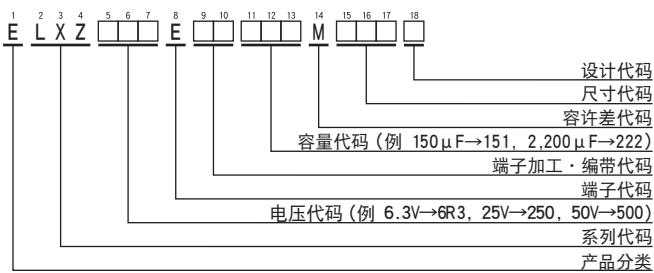 1 2 3 4 5 6 7 8 9 10 11 12 13 14 15 16 17 18
E L X Z E M
设计代码
尺寸代码
容许差代码
容量代码 (例 150μF→151, 2,200μF→222)
端子加工・编带代码
端子代码
电压代码 (例 6.3V→6R3, 25V→250, 50V→500)
系列代码
产品分类